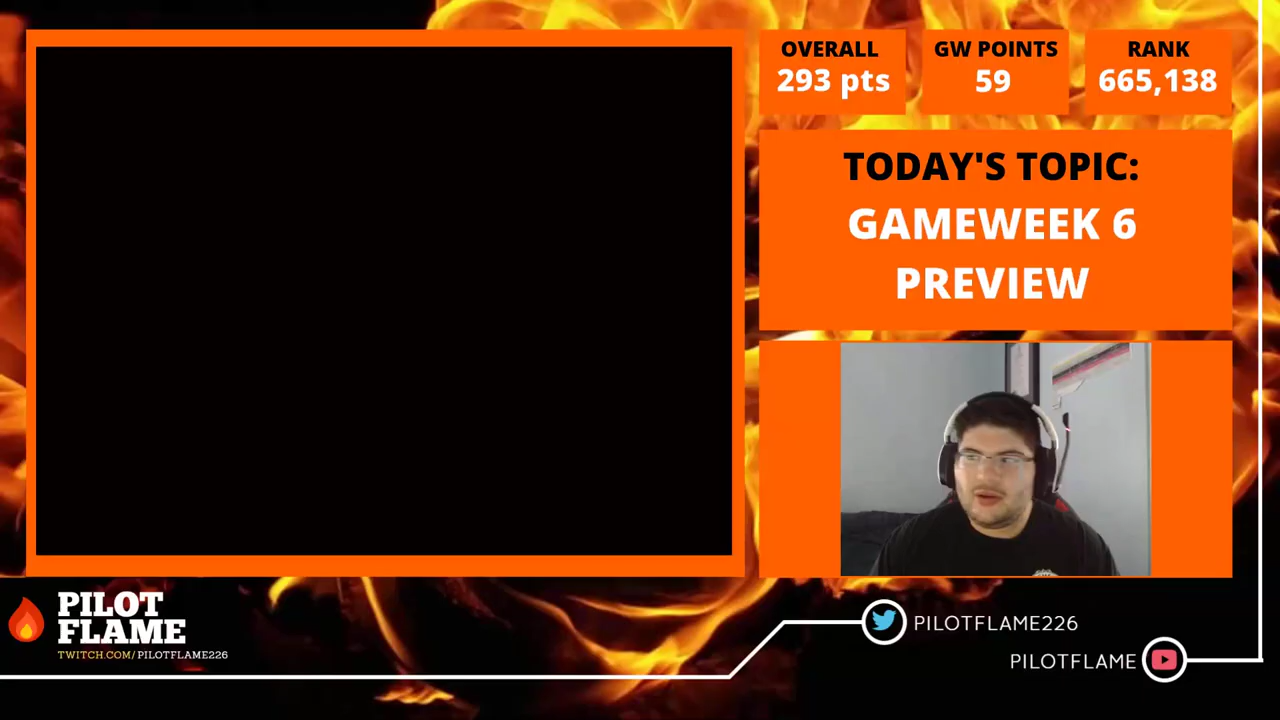 OVERALL
293 pts
GW POINTS
59
RANK
665,138
TODAY'S TOPIC:
GAMEWEEK 6
PREVIEW
PILOT
FLAME
TWITCH.COM/ PILOTFLAME226
PILOTFLAME226
PILOTFLAME